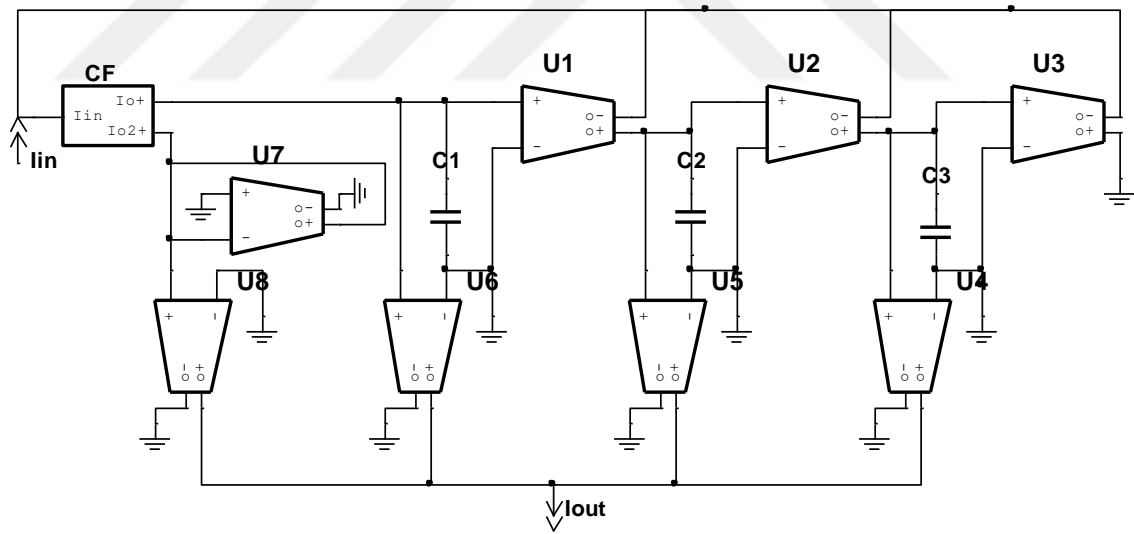 U1
U2
U3
CF
Io+
Iin
Io2+
+
o-
o+
-
+
o-
o+
-
+
o-
o+
-
Iin
U7
C1
C2
C3
+
o-
o+
-
U8
U6
U5
U4
+ -
+ -
+ -
+ -
- +
o o
- +
o o
- +
o o
- +
o o
Iout